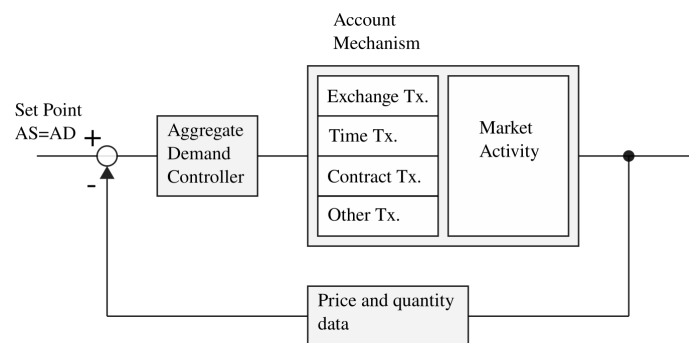 Account
Mechanism
Set Point
AS=AD
+
-
Aggregate
Demand
Controller
Exchange Tx.
Time Tx.
Contract Tx.
Other Tx.
Market
Activity
Price and quantity
data